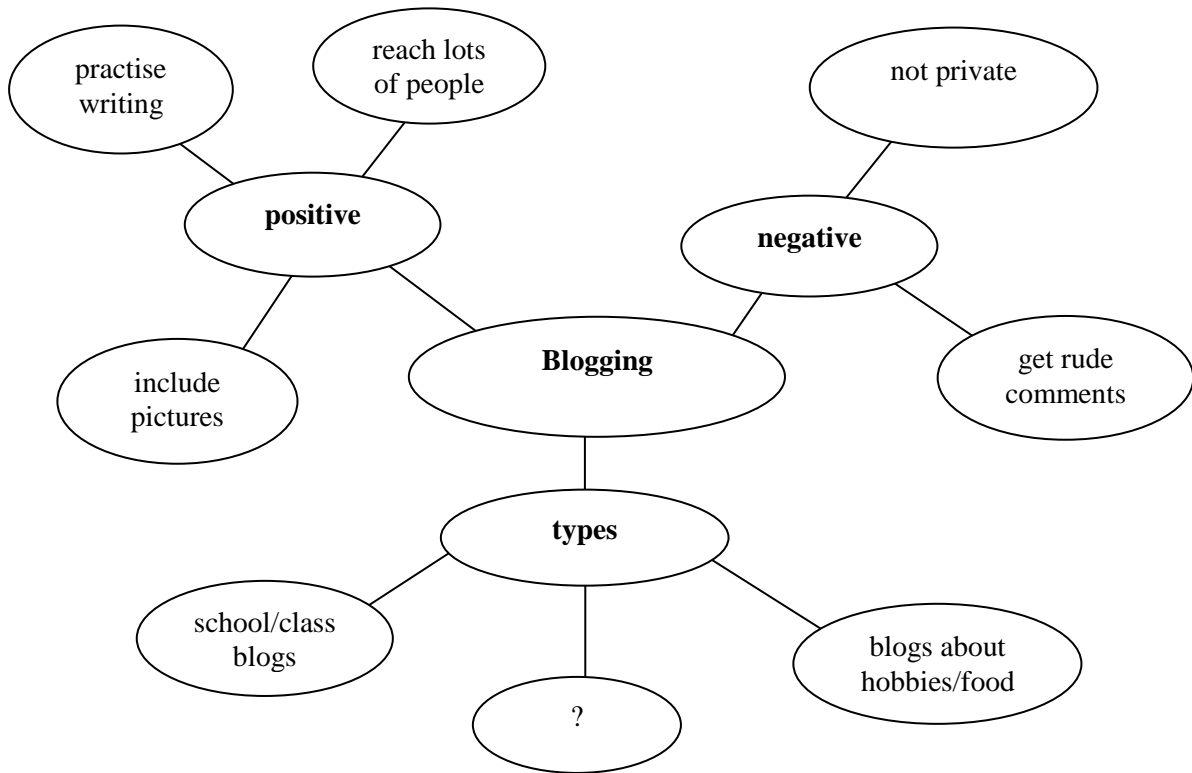 practise
writing
reach lots
of people
not private
positive
negative
include
pictures
Blogging
get rude
comments
types
school/class
blogs
?
blogs about
hobbies/food